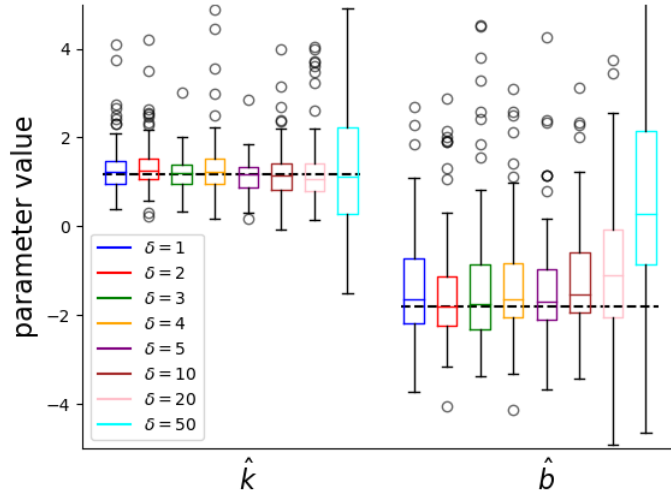 parameter value
4
2
0
−2
−4
δ = 1
δ = 2
δ = 3
δ = 4
δ = 5
δ = 10
δ = 20
δ = 50
k̂
b̂